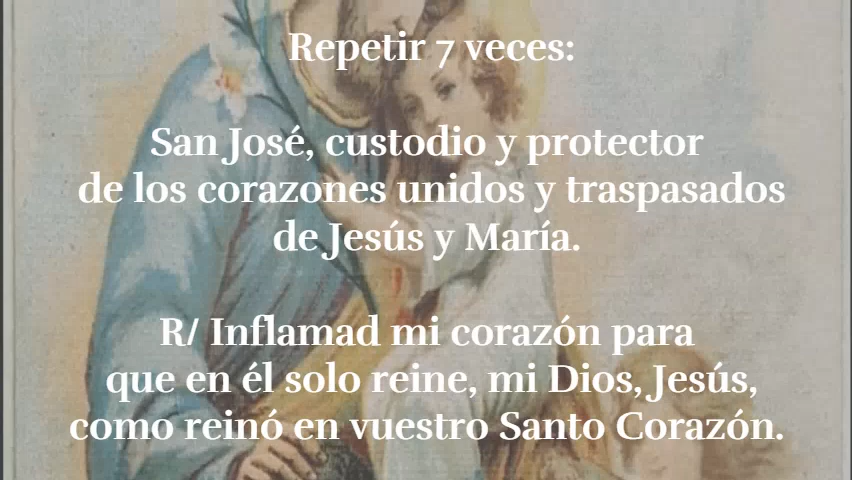 Repetir 7 veces:
San José, custodio y protector
de los corazones unidos y traspasados
de Jesús y María.
R/ Inflamad mi corazón para
que en él solo reine, mi Dios, Jesús,
como reinó en vuestro Santo Corazón.